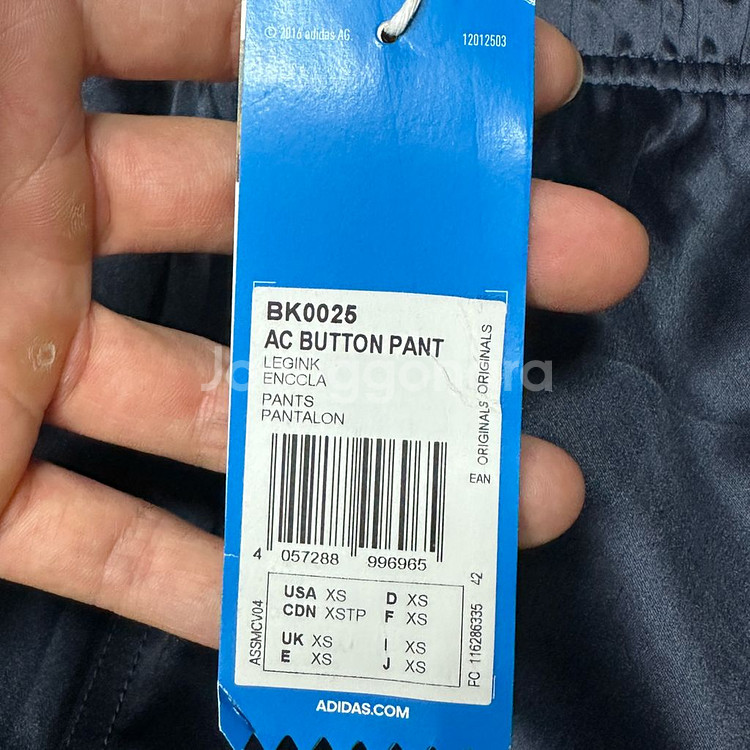 © 2016 adidas AG.
12012503
BK0025
AC BUTTON PANT
LEGINK
ENCCLA
PANTS
PANTALON
ORIGINALS ORIGINALS
EAN
4 057288 996965
ASSMCV04
USA XS
CDN XSTP
UK XS
E XS
D XS
F XS
I XS
J XS
FC 116286335 42
ADIDAS.COM
Joonggonara